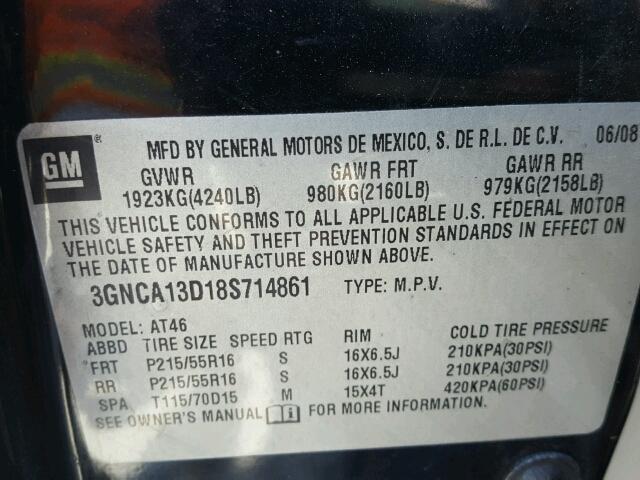 GM ® MFD BY GENERAL MOTORS DE MEXICO, S. DE R.L. DE C.V. 06/08
GVWR GAWR FRT GAWR RR
1923KG(4240LB) 980KG(2160LB) 979KG(2158LB)
THIS VEHICLE CONFORMS TO ALL APPLICABLE U.S. FEDERAL MOTOR
VEHICLE SAFETY AND THEFT PREVENTION STANDARDS IN EFFECT ON
THE DATE OF MANUFACTURE SHOWN ABOVE.
3GNCA13D18S714861 TYPE: M.P.V.
MODEL: AT46
ABBD TIRE SIZE SPEED RTG RIM COLD TIRE PRESSURE
FRT P215/55R16 S 16X6.5J 210KPA(30PSI)
RR P215/55R16 S 16X6.5J 210KPA(30PSI)
SPA T115/70D15 M 15X4T 420KPA(60PSI)
SEE OWNER'S MANUAL FOR MORE INFORMATION.